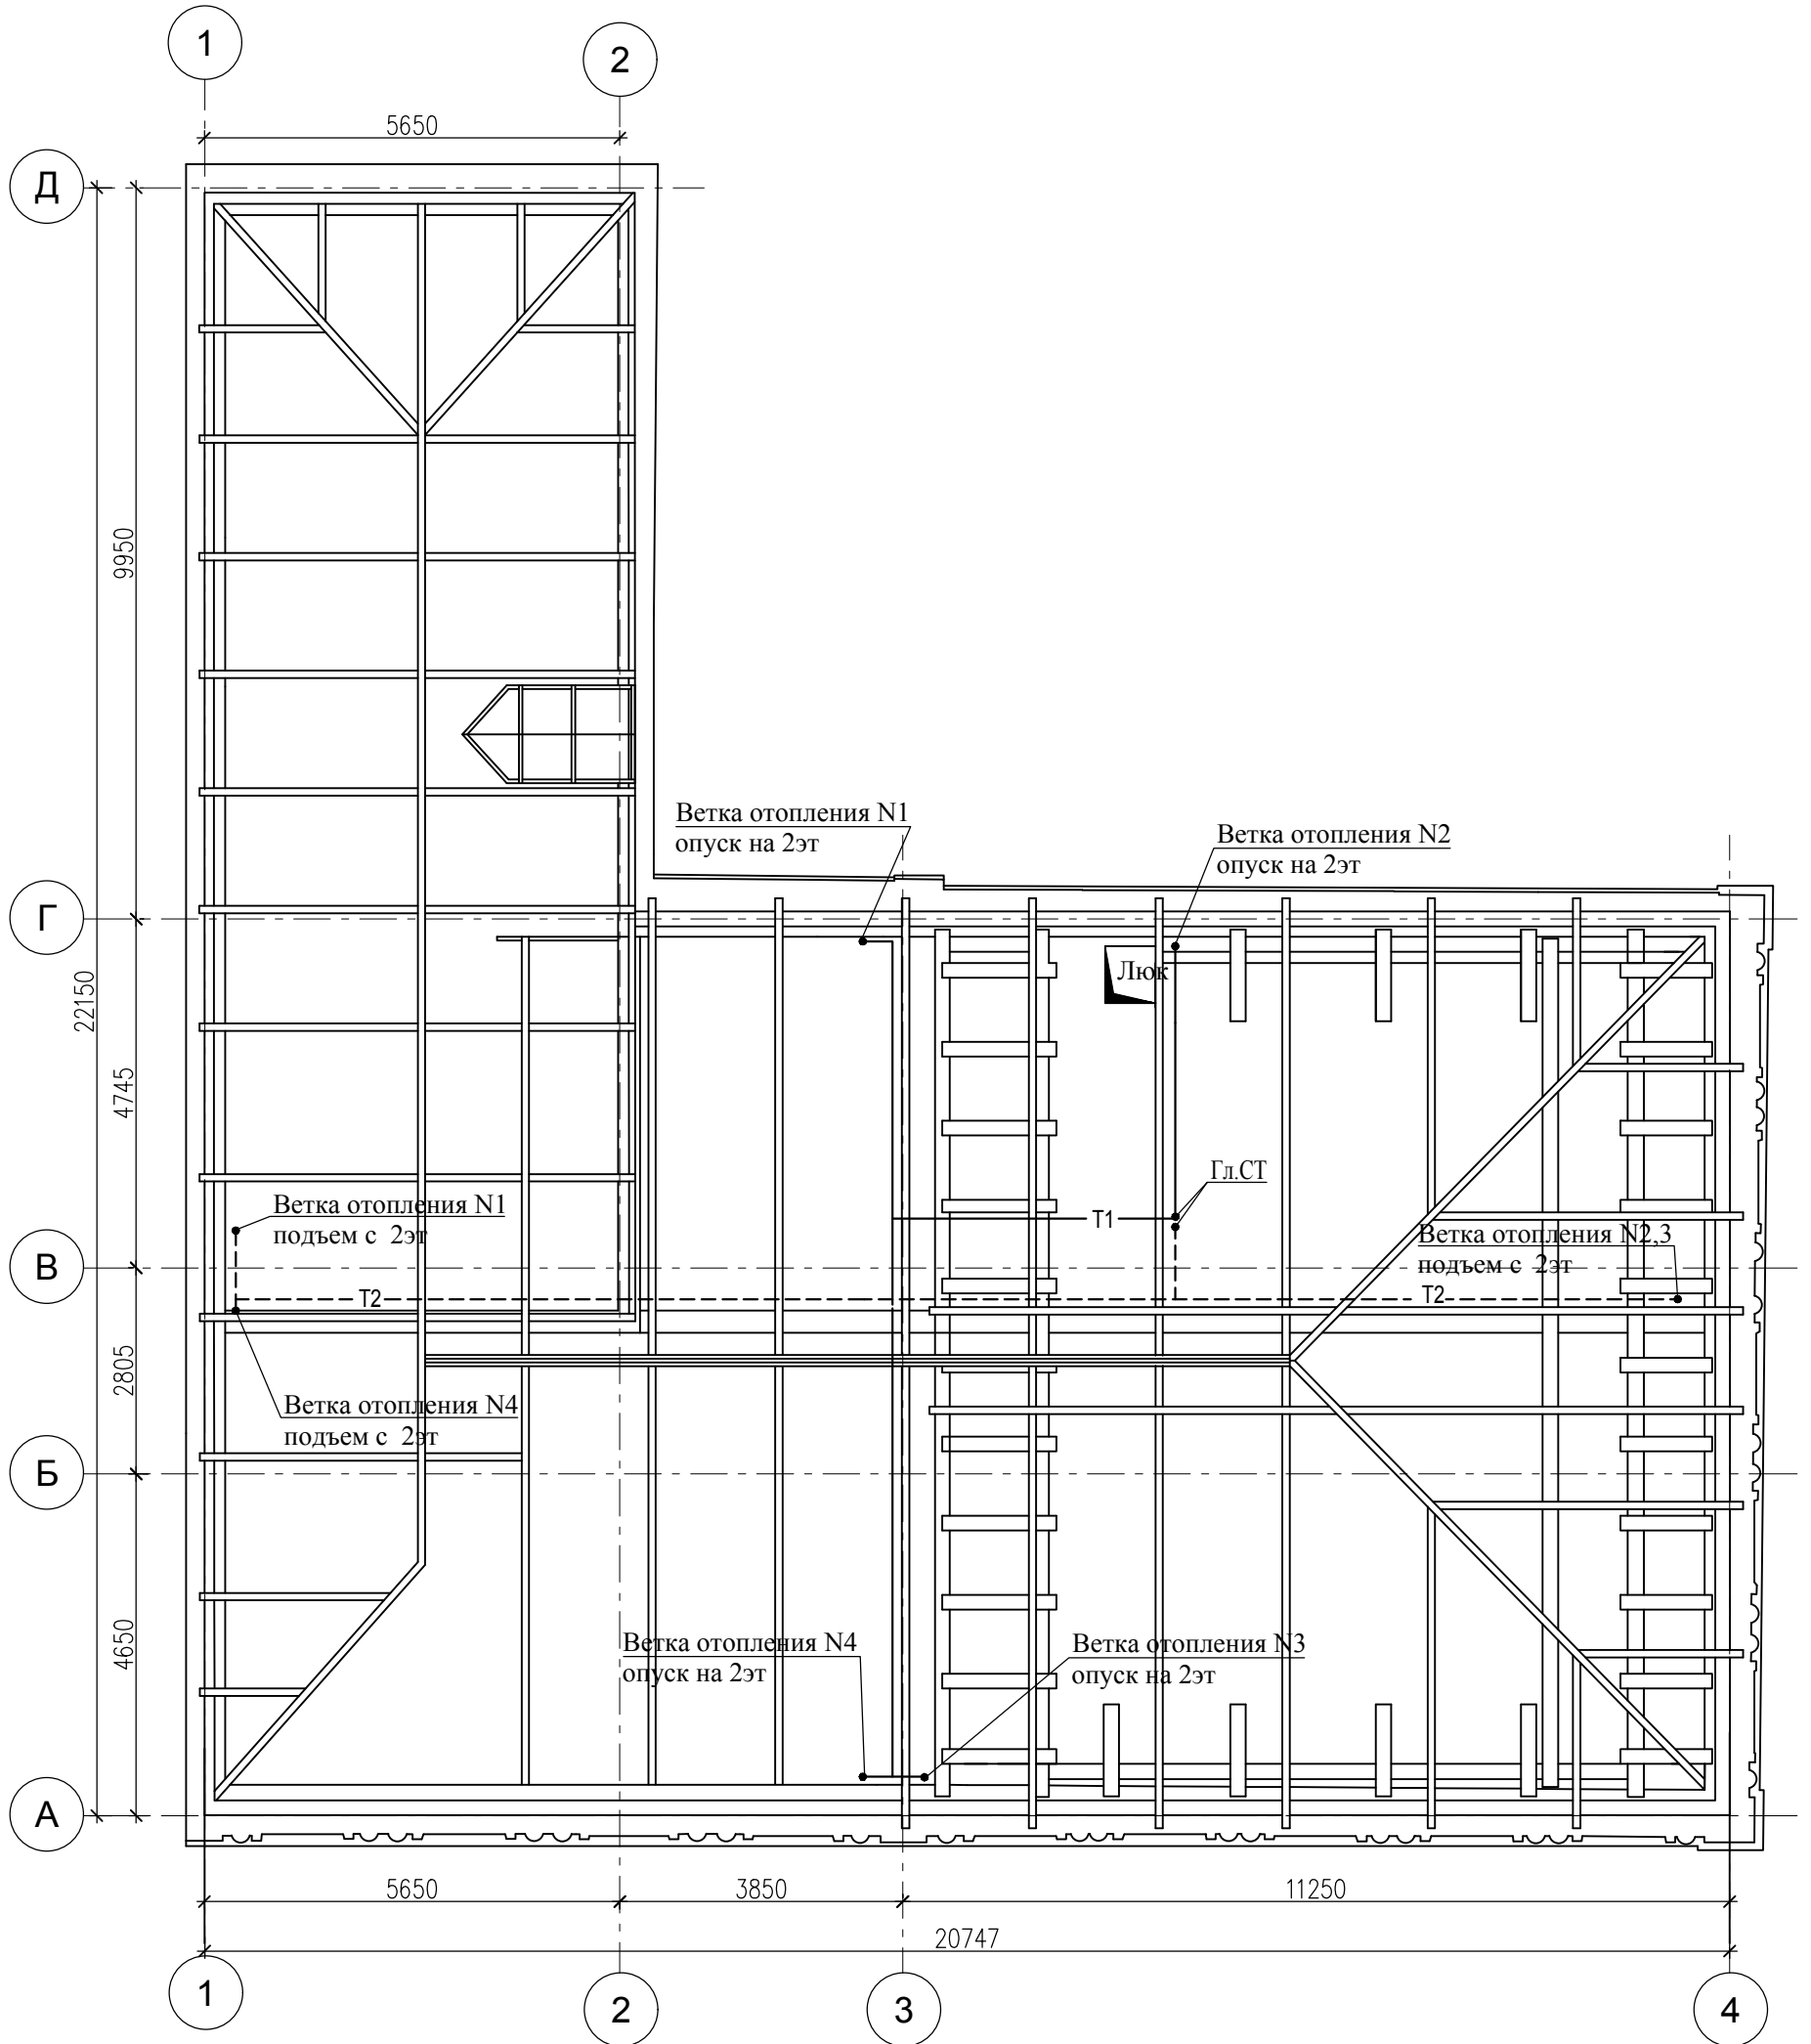 1
2
5650
Д
9950
Ветка отопления N1
опуск на 2эт
Ветка отопления N2
опуск на 2эт
Г
Люк
22150
4745
Гл.СТ
Ветка отопления N1
подъем с 2эт
Т1
Ветка отопления N2,3
подъем с 2эт
В
Т2
Т2
2805
Ветка отопления N4
подъем с 2эт
Б
4650
Ветка отопления N4
опуск на 2эт
Ветка отопления N3
опуск на 2эт
А
5650
3850
11250
20747
1
2
3
4